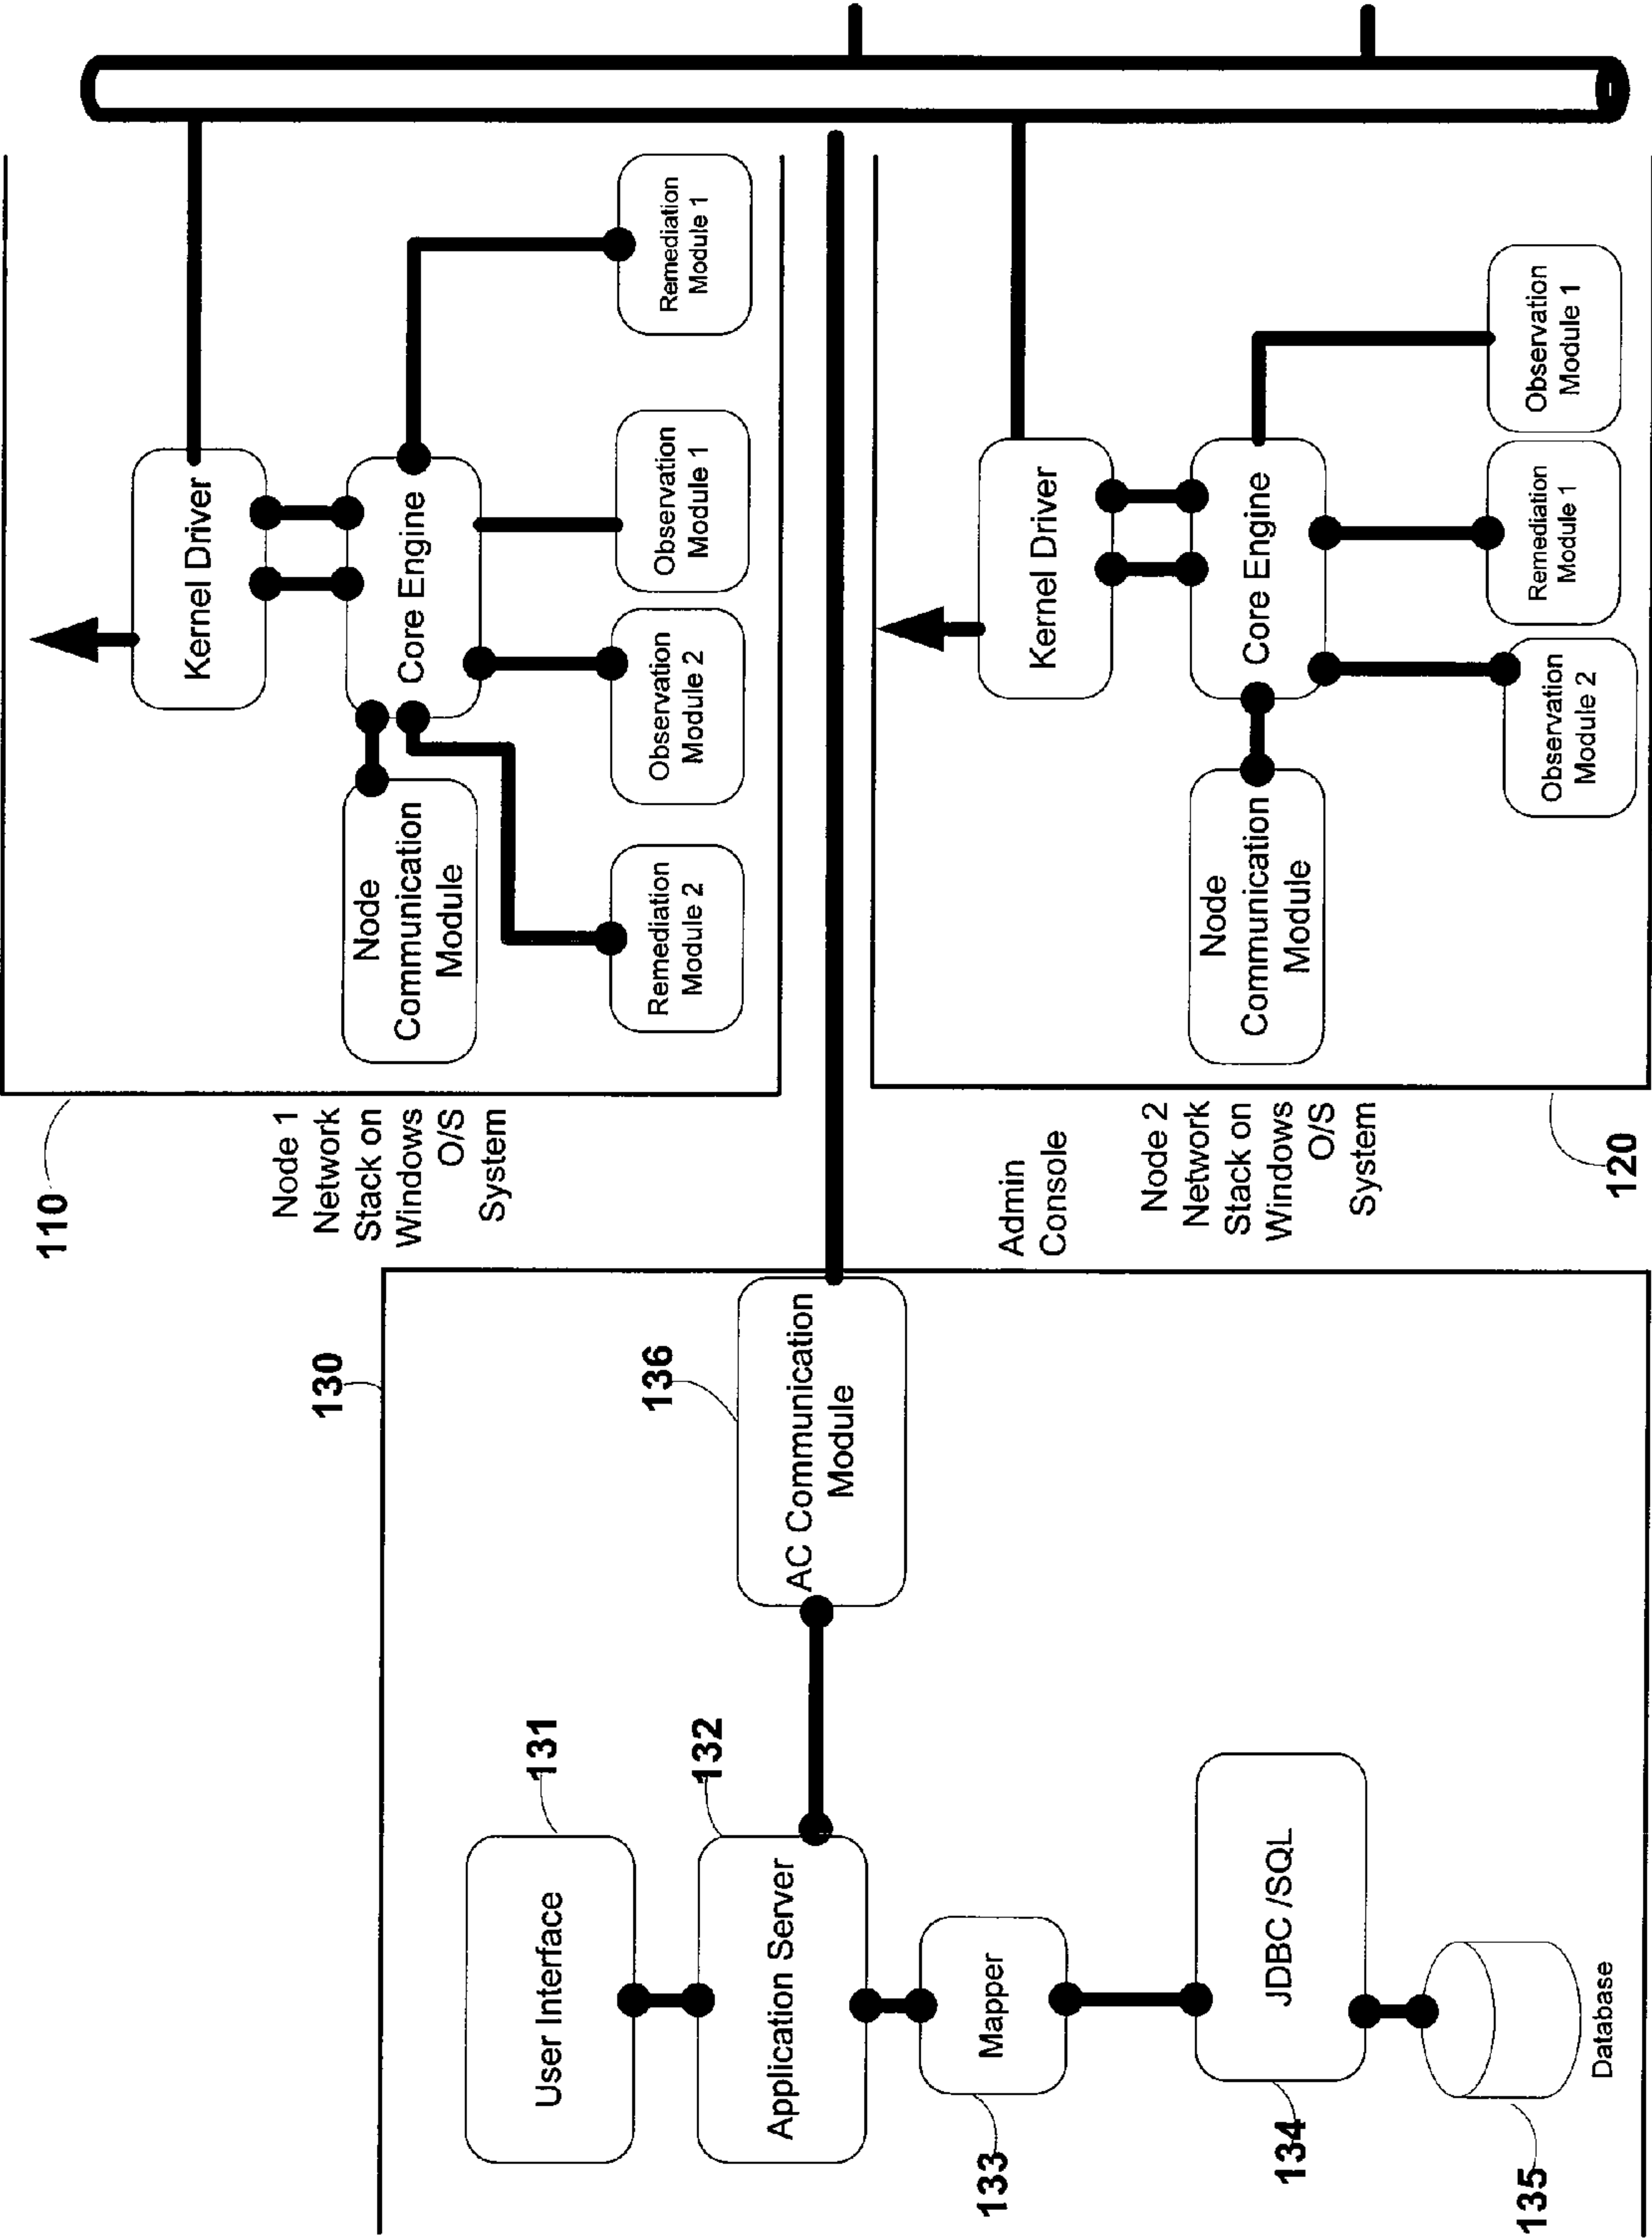 110
Node 1
Network
Stack on
Windows
O/S
System
Kernel Driver
Core Engine
Node
Communication
Module
Remediation
Module 2
Observation
Module 2
Observation
Module 1
Remediation
Module 1
130
Admin
Console
131
User Interface
132
Application Server
133
Mapper
134
JDBC /SQL
135
Database
136
AC Communication
Module
120
Node 2
Network
Stack on
Windows
O/S
System
Kernel Driver
Core Engine
Node
Communication
Module
Observation
Module 2
Remediation
Module 1
Observation
Module 1